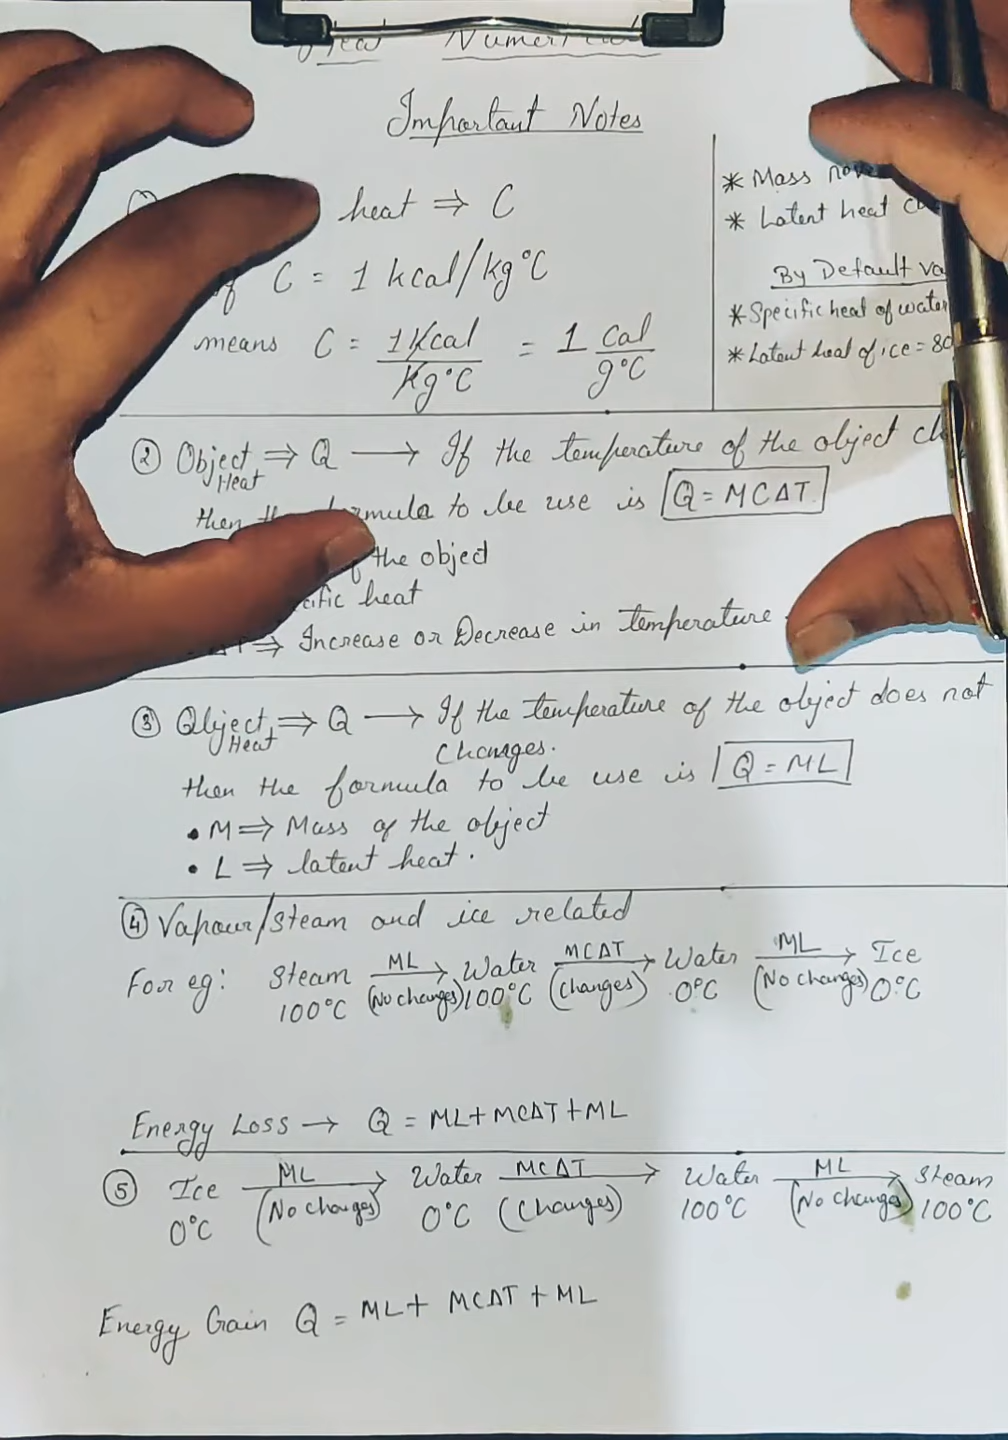 Heat Numerical
Important Notes
heat ⇒ C
C = 1 kcal/kg°C
means C = 1 Kcal / Kg°C = 1 Cal / g°C
* Mass
* Latent heat
By Default
* Specific heat of water
* Latent heat of ice = 80
② Object Heat ⇒ Q ⟶ If the temperature of the object
then the formula to be use is Q = MCΔT
the object
heat
⇒ Increase or Decrease in temperature
③ Object Heat ⇒ Q ⟶ If the temperature of the object does not
Changes.
then the formula to be use is Q = ML
• M ⇒ Mass of the object
• L ⇒ latent heat.
④ Vapour/Steam and ice related
For eg: Steam 100°C ML (No changes) → Water 100°C MCΔT (Changes) → Water 0°C ML (No changes) → Ice 0°C
Energy Loss → Q = ML+MCΔT+ML
⑤ Ice 0°C ML (No changes) → Water 0°C MCΔT (Changes) → Water 100°C ML (No changes) → Steam 100°C
Energy Gain Q = ML+ MCΔT + ML